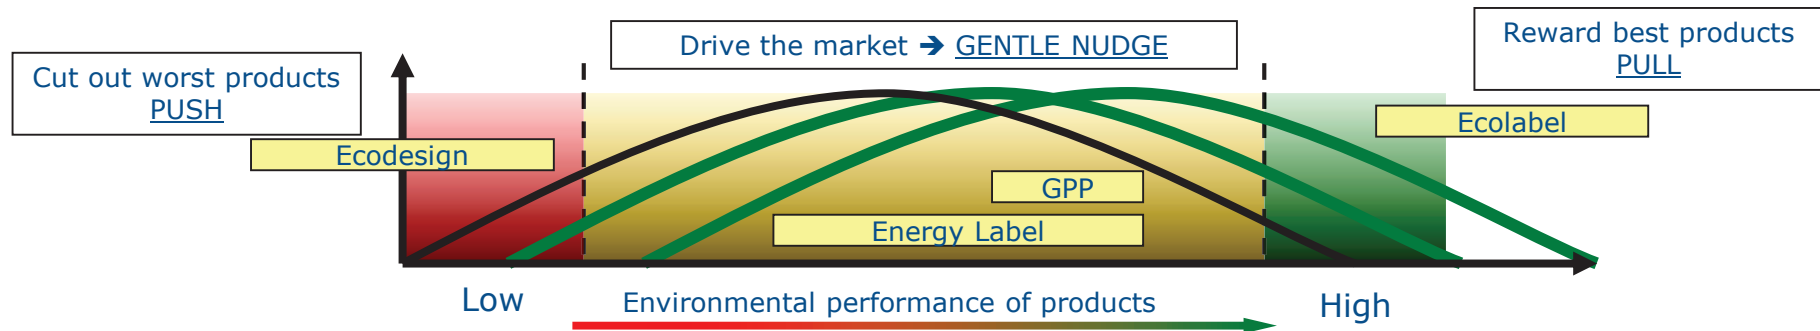 Cut out worst products
PUSH
Drive the market ➔ GENTLE NUDGE
Reward best products
PULL
Ecodesign
Ecolabel
GPP
Energy Label
Low
Environmental performance of products
High